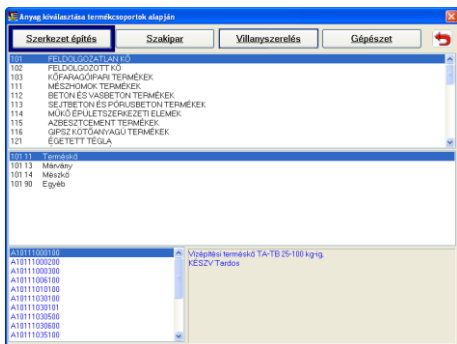 Anyag kiválasztása termékcsoportok alapján
Szerkezet építés Szakipar Villanyszerelés Gépészet
101 FELDOLGOZATLAN KŐ
102 FELDOLGOZOTT KŐ
103 KŐFARAGÓIPARI TERMÉKEK
111 MÉSZHOMOK TERMÉKEK
112 BETON ÉS VASBETON TERMÉKEK
113 SEJTBETON ÉS PÓRUSBETON TERMÉKEK
114 MŰKŐ ÉPÜLETSZERKEZETI ELEMEK
115 AZBESZTCEMENT TERMÉKEK
116 GIPSZ KÖTŐANYAGÚ TERMÉKEK
121 ÉGETETT TÉGLA
101 11 Terméskő
101 13 Márvány
101 14 Mészkő
101 90 Egyéb
A10111000100
A10111000200
A10111000300
A10111006100
A10111010100
A10111030100
A10111030101
A10111030500
A10111030600
A10111035100
Vízépítési terméskő TA-TB 25-100 kg-ig,
KÉSZV Tardos